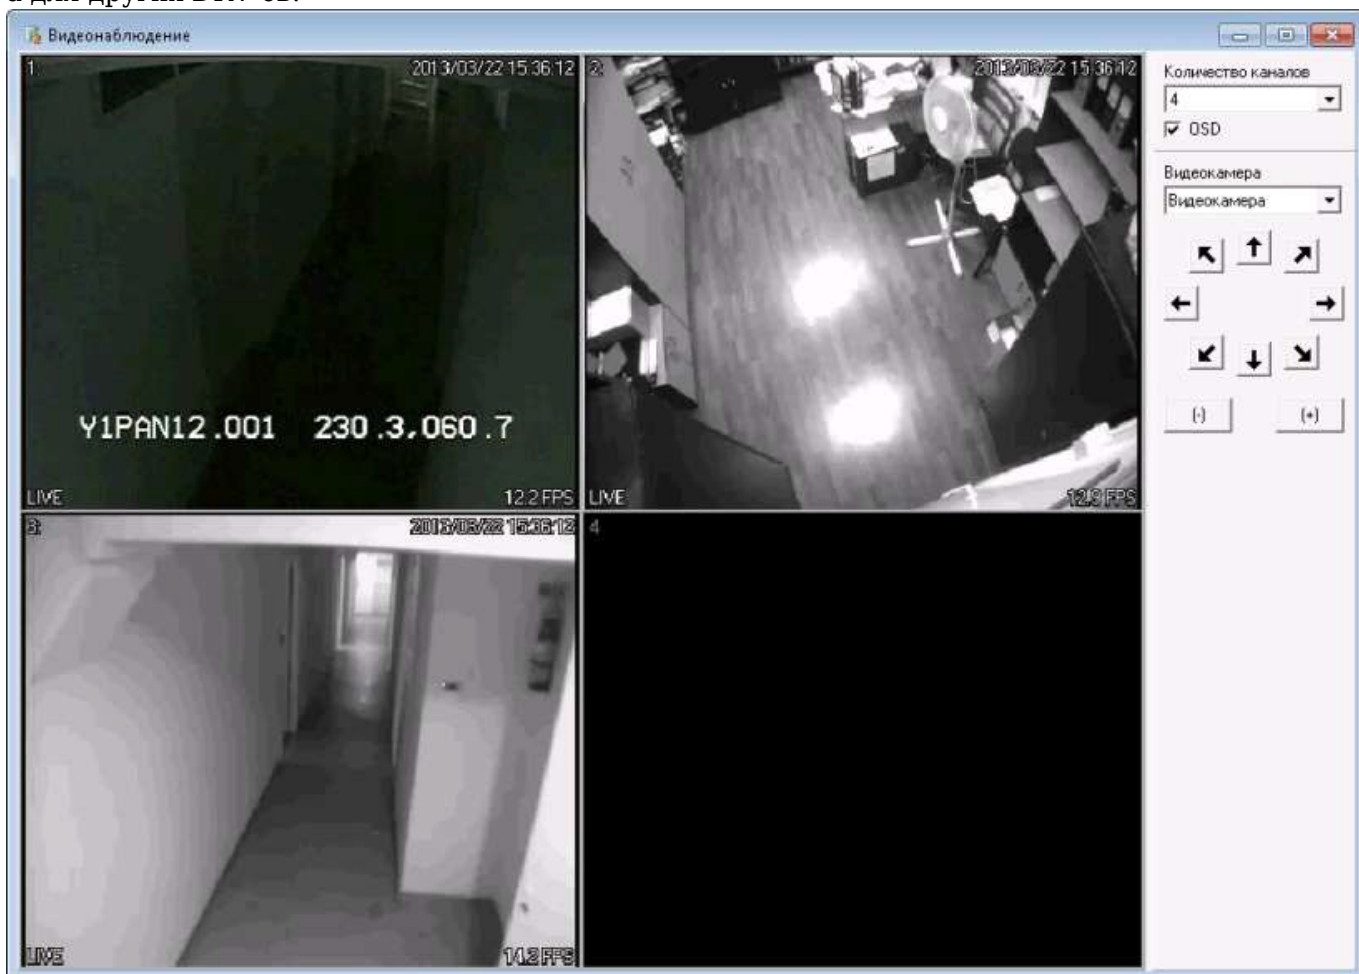 Видеонаблюдение
1:
2013/03/22 15:36:12
2:
2013/03/22 15:36:12
Количество каналов
4
OSD
Видеокамера
Видеокамера
(-)
(+)
Y1PAN12.001 230.3,060.7
LIVE
12.2 FPS
LIVE
12.8 FPS
3:
2013/03/22 15:36:12
4
LIVE
14.2 FPS